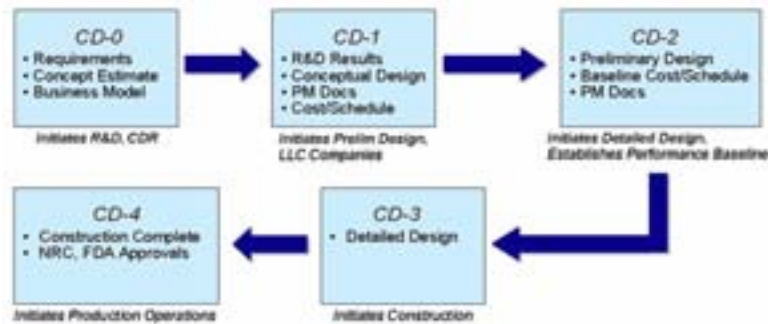 CD-0
• Requirements
• Concept Estimate
• Business Model
Initiates R&D, CDR
CD-1
• R&D Results
• Conceptual Design
• PM Docs
• Cost/Schedule
Initiates Prelim Design,
LLC Companies
CD-2
• Preliminary Design
• Baseline Cost/Schedule
• PM Docs
Initiates Detailed Design,
Establishes Performance Baseline
CD-4
• Construction Complete
• NRC, FDA Approvals
Initiates Production Operations
CD-3
• Detailed Design
Initiates Construction